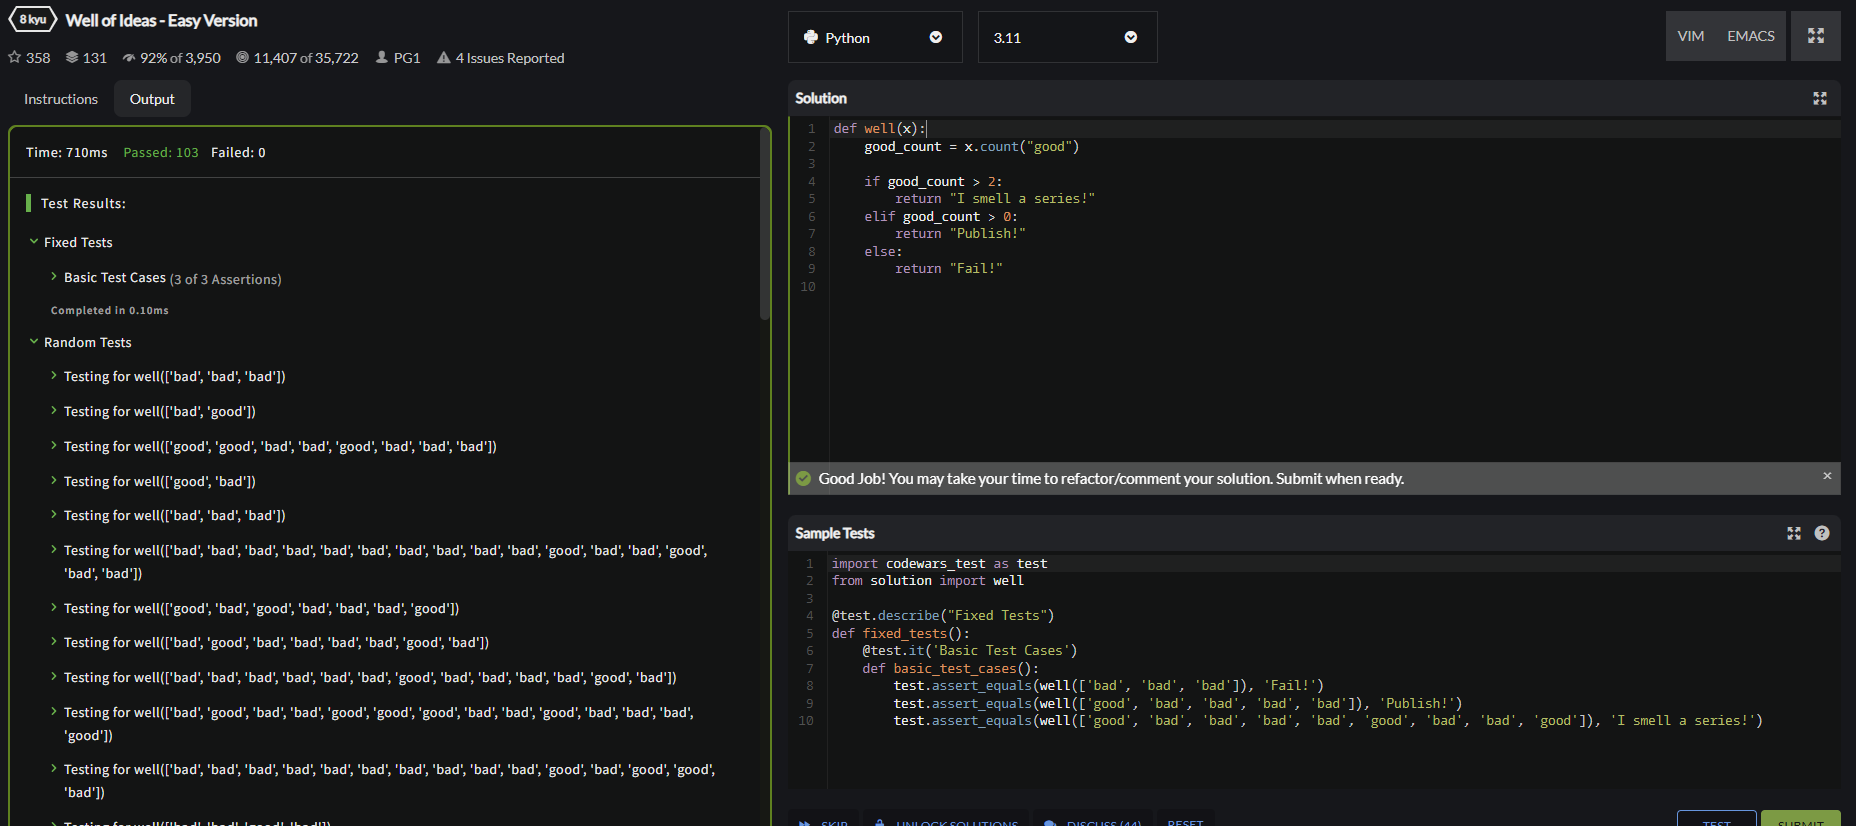 8 kyu Well of Ideas - Easy Version
358 131 92% of 3,950 11,407 of 35,722 PG1 4 Issues Reported
Instructions Output
Time: 710ms Passed: 103 Failed: 0
Test Results:
Fixed Tests
Basic Test Cases (3 of 3 Assertions)
Completed in 0.10ms
Random Tests
Testing for well(['bad', 'bad', 'bad'])
Testing for well(['bad', 'good'])
Testing for well(['good', 'good', 'bad', 'bad', 'good', 'bad', 'bad', 'bad'])
Testing for well(['good', 'bad'])
Testing for well(['bad', 'bad', 'bad'])
Testing for well(['bad', 'bad', 'bad', 'bad', 'bad', 'bad', 'bad', 'bad', 'bad', 'bad', 'good', 'bad', 'bad', 'good',
'bad', 'bad'])
Testing for well(['good', 'bad', 'good', 'bad', 'bad', 'bad', 'good'])
Testing for well(['bad', 'good', 'bad', 'bad', 'bad', 'bad', 'good', 'bad'])
Testing for well(['bad', 'bad', 'bad', 'bad', 'bad', 'bad', 'good', 'bad', 'bad', 'bad', 'bad', 'good', 'bad'])
Testing for well(['bad', 'good', 'bad', 'bad', 'good', 'good', 'good', 'bad', 'bad', 'good', 'bad', 'bad', 'bad',
'good'])
Testing for well(['bad', 'bad', 'bad', 'bad', 'bad', 'bad', 'bad', 'bad', 'bad', 'bad', 'good', 'bad', 'good', 'good',
'bad'])
Testing for well(['bad', 'bad', 'good', 'bad'])
Python 3.11 VIM EMACS
Solution
1 def well(x):
2 good_count = x.count("good")
3
4 if good_count > 2:
5 return "I smell a series!"
6 elif good_count > 0:
7 return "Publish!"
8 else:
9 return "Fail!"
10
Good Job! You may take your time to refactor/comment your solution. Submit when ready. ×
Sample Tests ?
1 import codewars_test as test
2 from solution import well
3
4 @test.describe("Fixed Tests")
5 def fixed_tests():
6 @test.it('Basic Test Cases')
7 def basic_test_cases():
8 test.assert_equals(well(['bad', 'bad', 'bad']), 'Fail!')
9 test.assert_equals(well(['good', 'bad', 'bad', 'bad', 'bad']), 'Publish!')
10 test.assert_equals(well(['good', 'bad', 'bad', 'bad', 'bad', 'good', 'bad', 'bad', 'good']), 'I smell a series!')
SKIP UNLOCK SOLUTIONS DISCUSS (44) RESET TEST SUBMIT